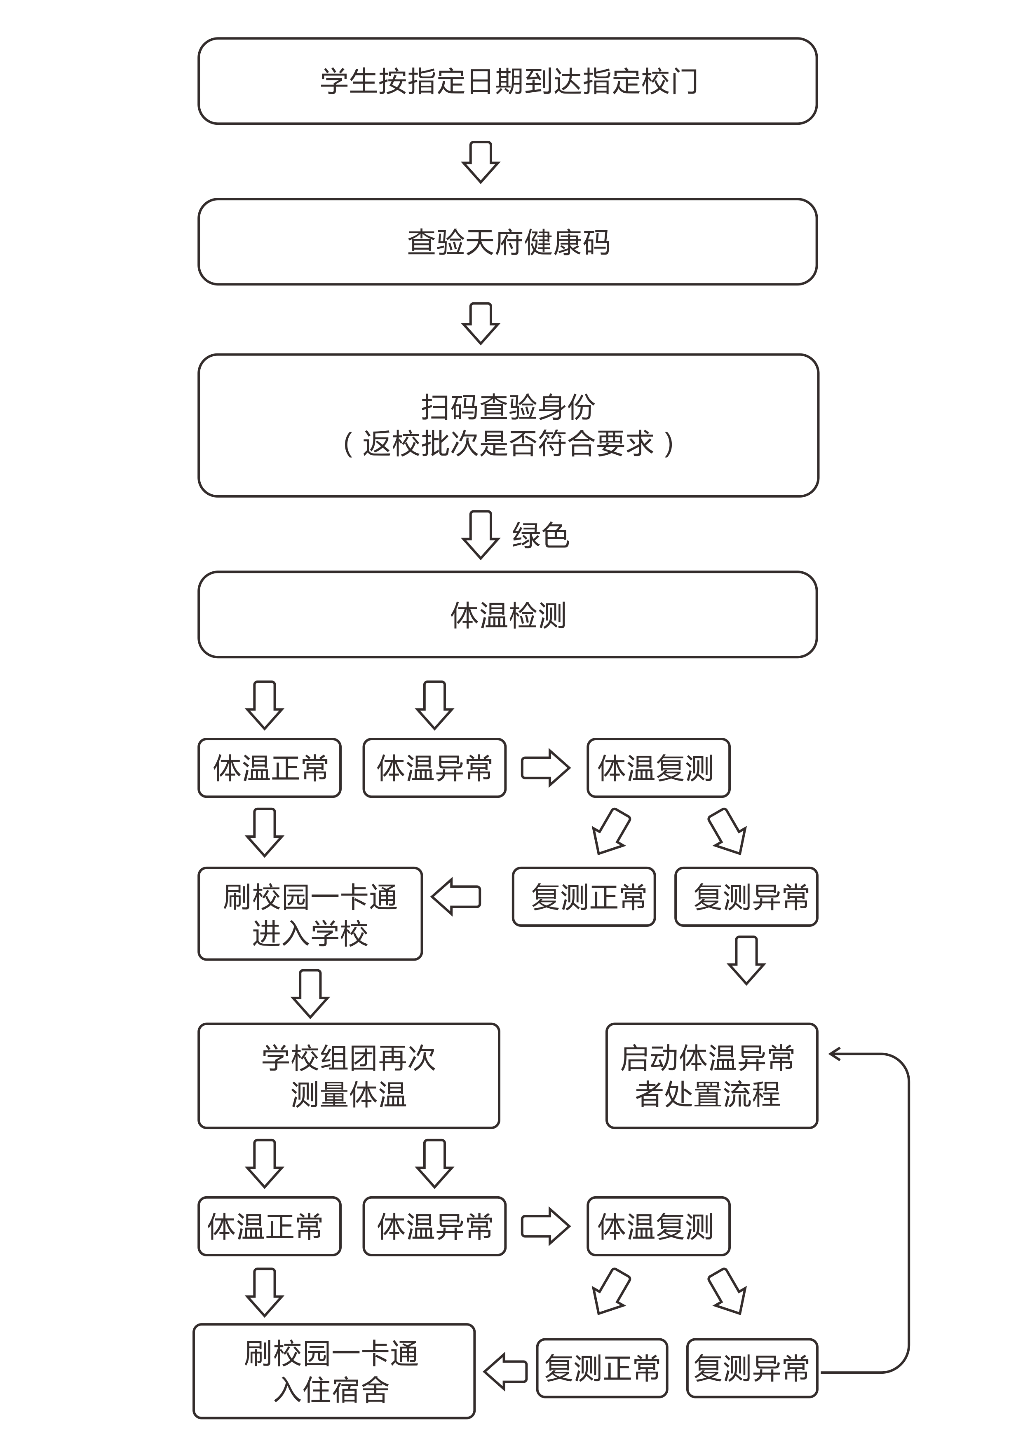 学生按指定日期到达指定校门
查验天府健康码
扫码查验身份
（返校批次是否符合要求）
绿色
体温检测
体温正常
体温异常
体温复测
复测正常
复测异常
刷校园一卡通
进入学校
学校组团再次
测量体温
启动体温异常
者处置流程
体温正常
体温异常
体温复测
复测正常
复测异常
刷校园一卡通
入住宿舍